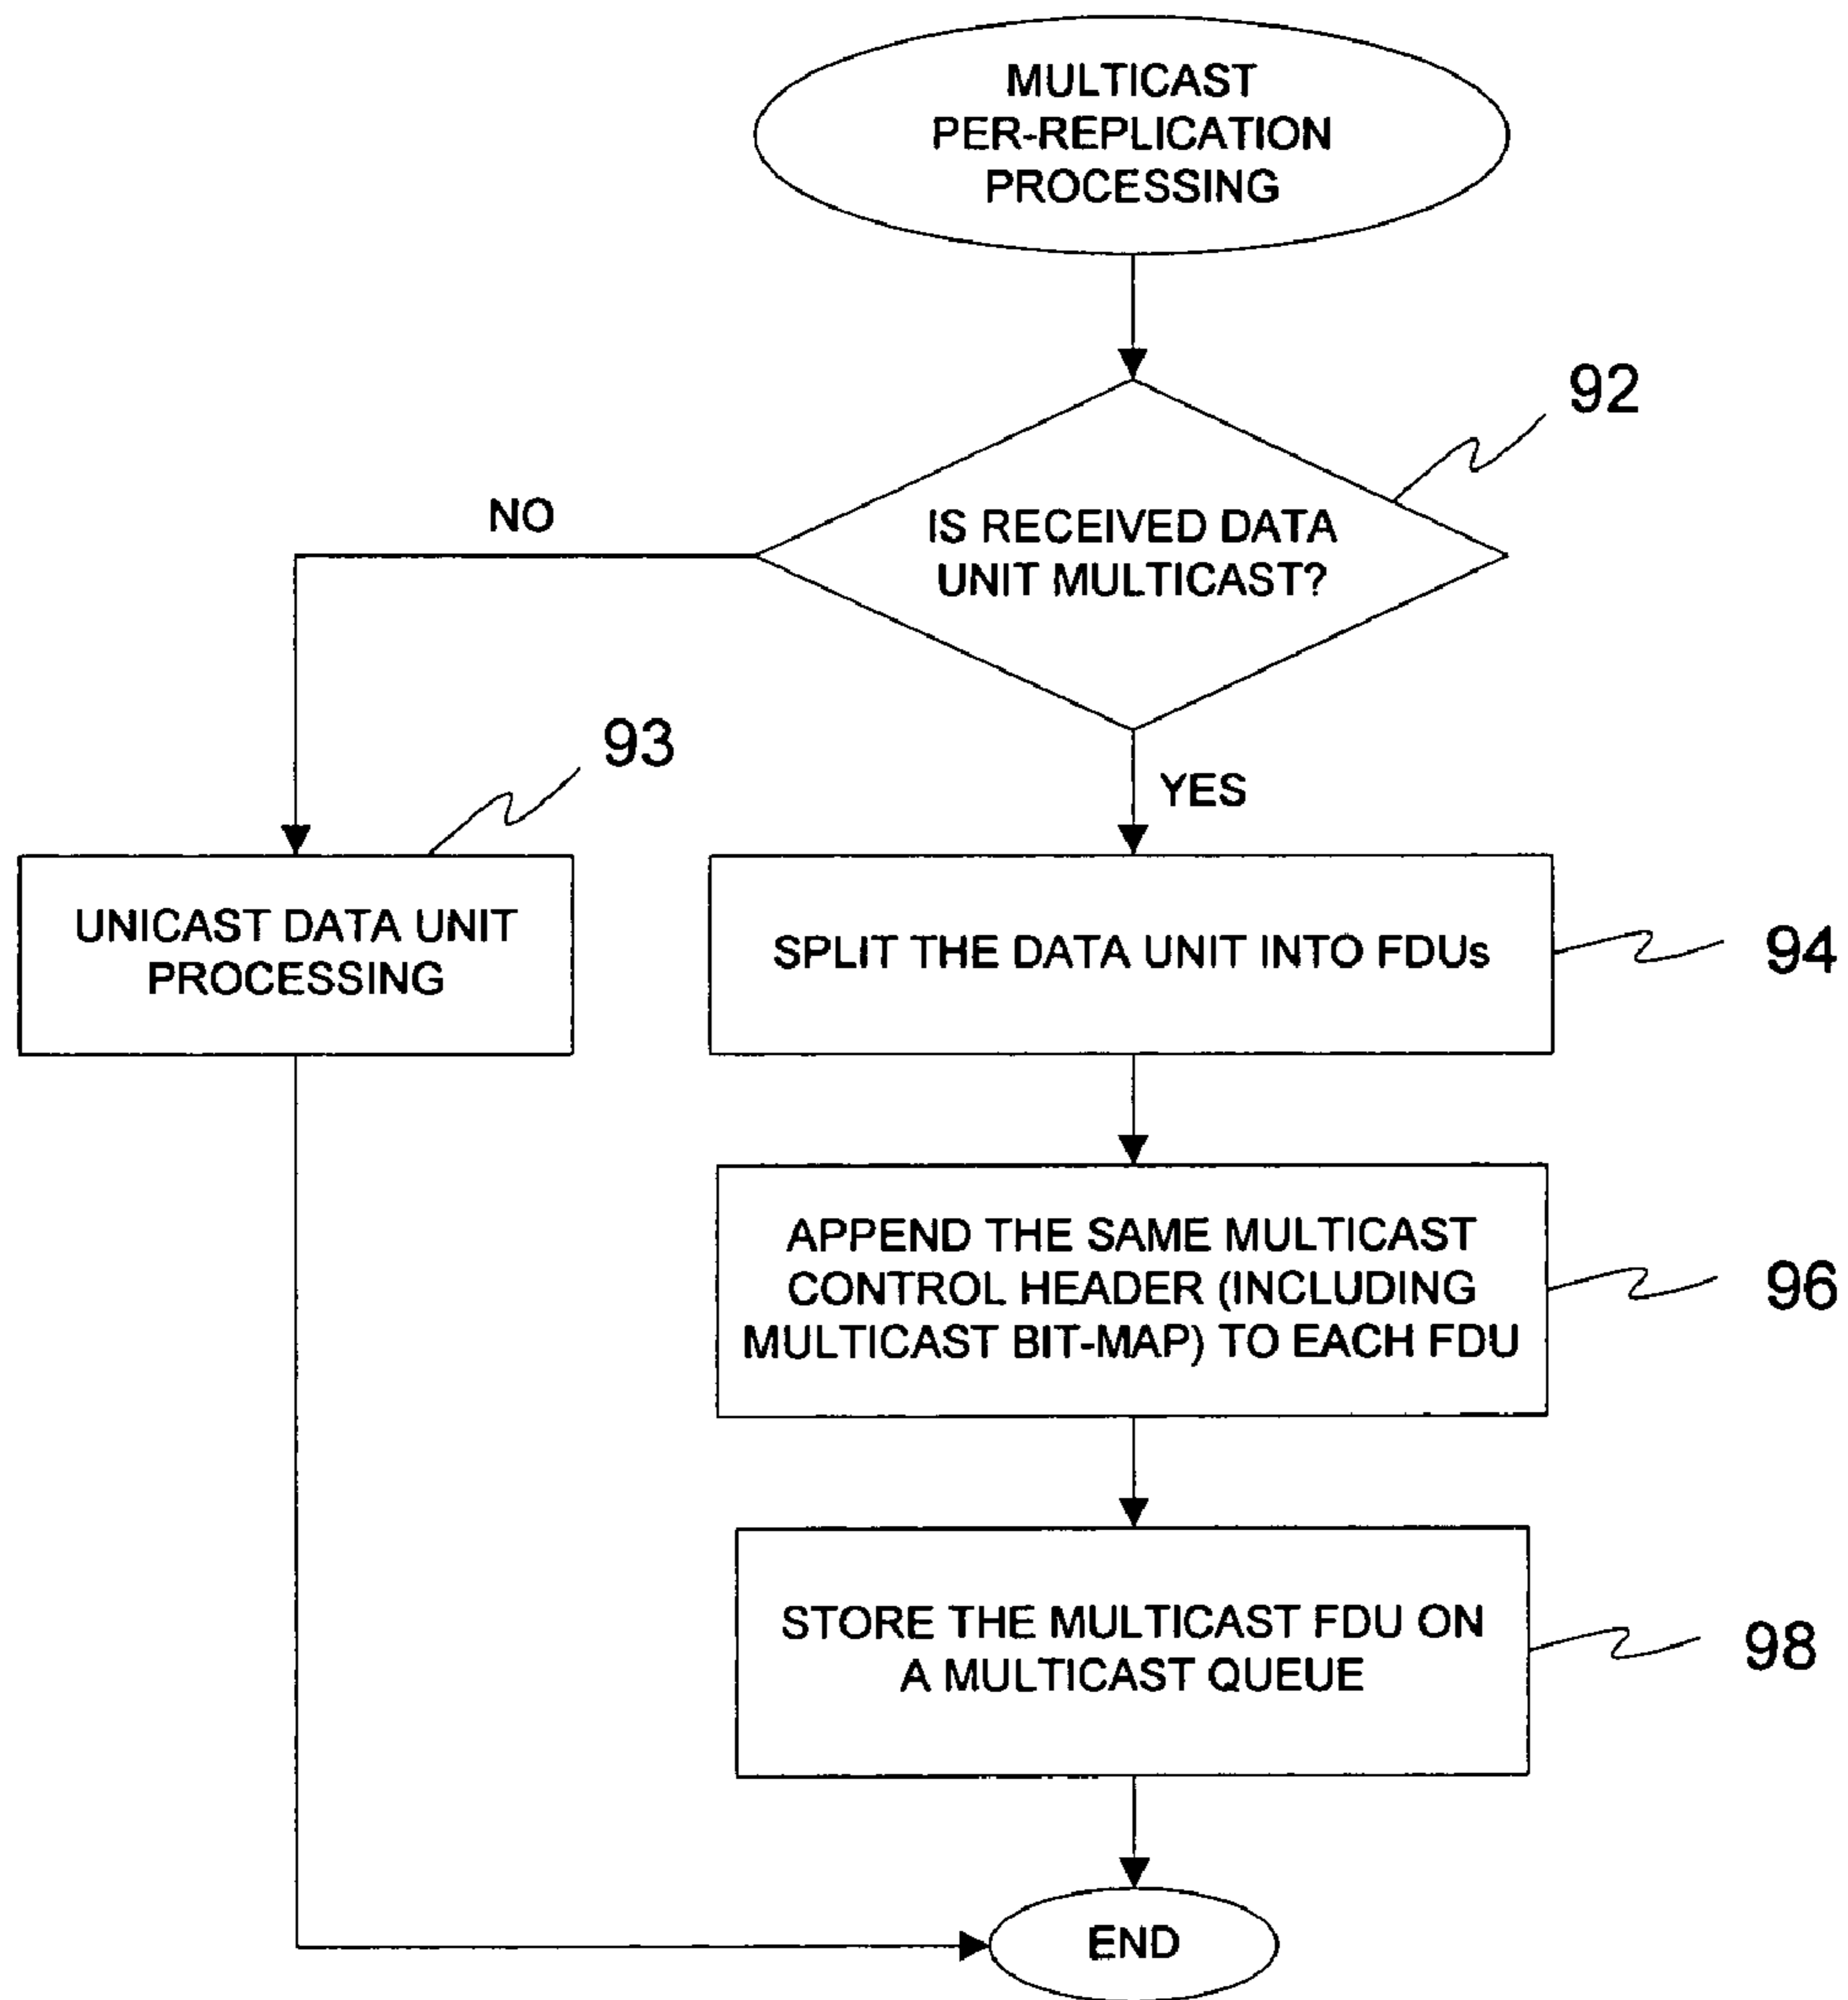 MULTICAST
PER-REPLICATION
PROCESSING
92
IS RECEIVED DATA
UNIT MULTICAST?
NO
93
YES
UNICAST DATA UNIT
PROCESSING
SPLIT THE DATA UNIT INTO FDUs
94
APPEND THE SAME MULTICAST
CONTROL HEADER (INCLUDING
MULTICAST BIT-MAP) TO EACH FDU
96
STORE THE MULTICAST FDU ON
A MULTICAST QUEUE
98
END